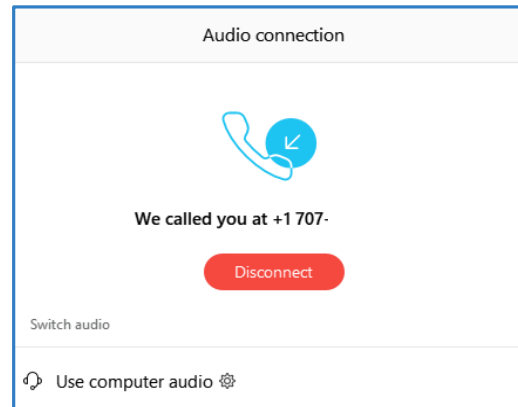 Audio connection
We called you at +1 707-
Disconnect
Switch audio
Use computer audio